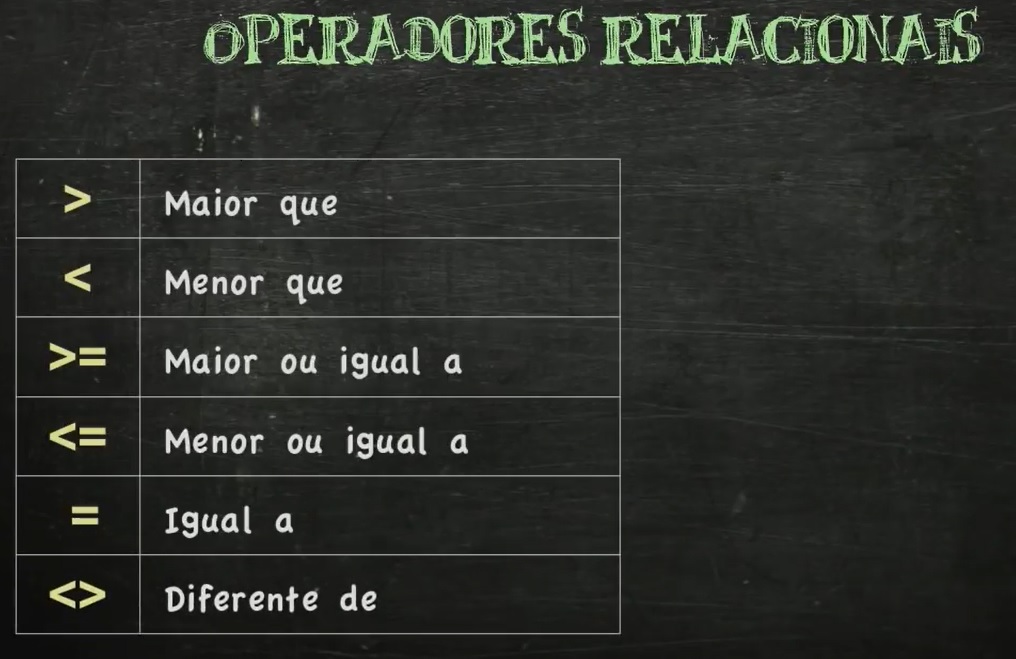 OPERADORES RELACIONAIS
> Maior que
< Menor que
>= Maior ou igual a
<= Menor ou igual a
= Igual a
<> Diferente de